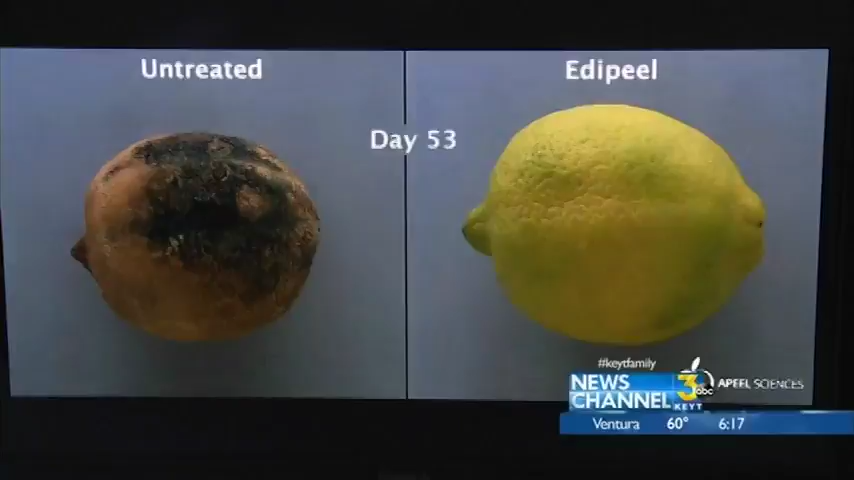 Untreated
Edipeel
Day 53
#keytfamily
NEWS
CHANNEL
3
abc
KEYT
APEEL SCIENCES
Ventura 60° 6:17